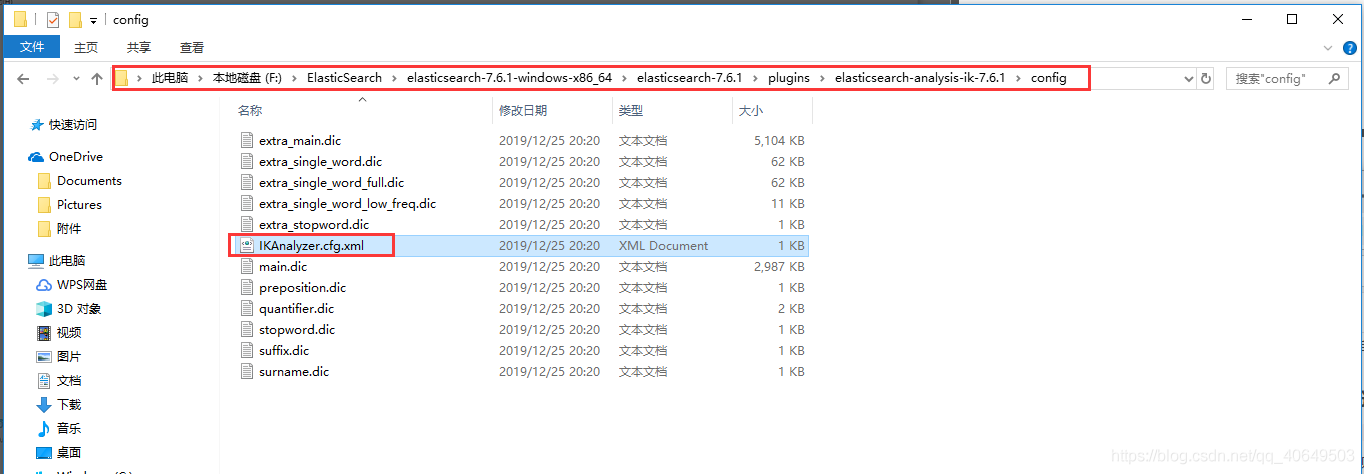 config
文件 主页 共享 查看
此电脑 本地磁盘 (F:) ElasticSearch elasticsearch-7.6.1-windows-x86_64 elasticsearch-7.6.1 plugins elasticsearch-analysis-ik-7.6.1 config 搜索"config"
名称 修改日期 类型 大小
快速访问
OneDrive
Documents
Pictures
附件
此电脑
WPS网盘
3D 对象
视频
图片
文档
下载
音乐
桌面
extra_main.dic 2019/12/25 20:20 文本文档 5,104 KB
extra_single_word.dic 2019/12/25 20:20 文本文档 62 KB
extra_single_word_full.dic 2019/12/25 20:20 文本文档 62 KB
extra_single_word_low_freq.dic 2019/12/25 20:20 文本文档 11 KB
extra_stopword.dic 2019/12/25 20:20 文本文档 1 KB
IKAnalyzer.cfg.xml 2019/12/25 20:20 XML Document 1 KB
main.dic 2019/12/25 20:20 文本文档 2,987 KB
preposition.dic 2019/12/25 20:20 文本文档 1 KB
quantifier.dic 2019/12/25 20:20 文本文档 2 KB
stopword.dic 2019/12/25 20:20 文本文档 1 KB
suffix.dic 2019/12/25 20:20 文本文档 1 KB
surname.dic 2019/12/25 20:20 文本文档 1 KB
https://blog.csdn.net/qq_40649503